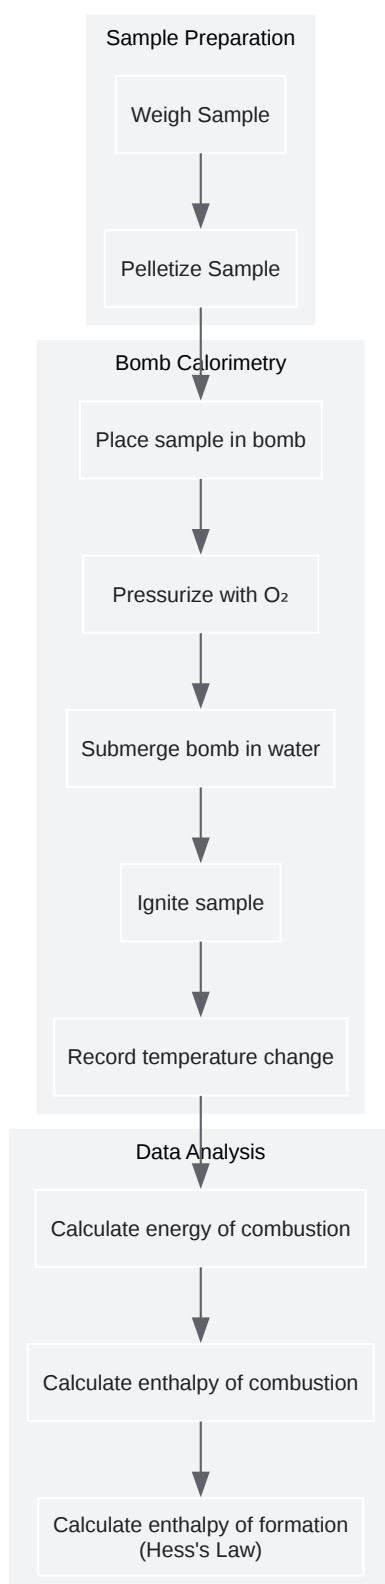 Sample Preparation
Weigh Sample
Pelletize Sample
Bomb Calorimetry
Place sample in bomb
Pressurize with O₂
Submerge bomb in water
Ignite sample
Record temperature change
Data Analysis
Calculate energy of combustion
Calculate enthalpy of combustion
Calculate enthalpy of formation
(Hess's Law)